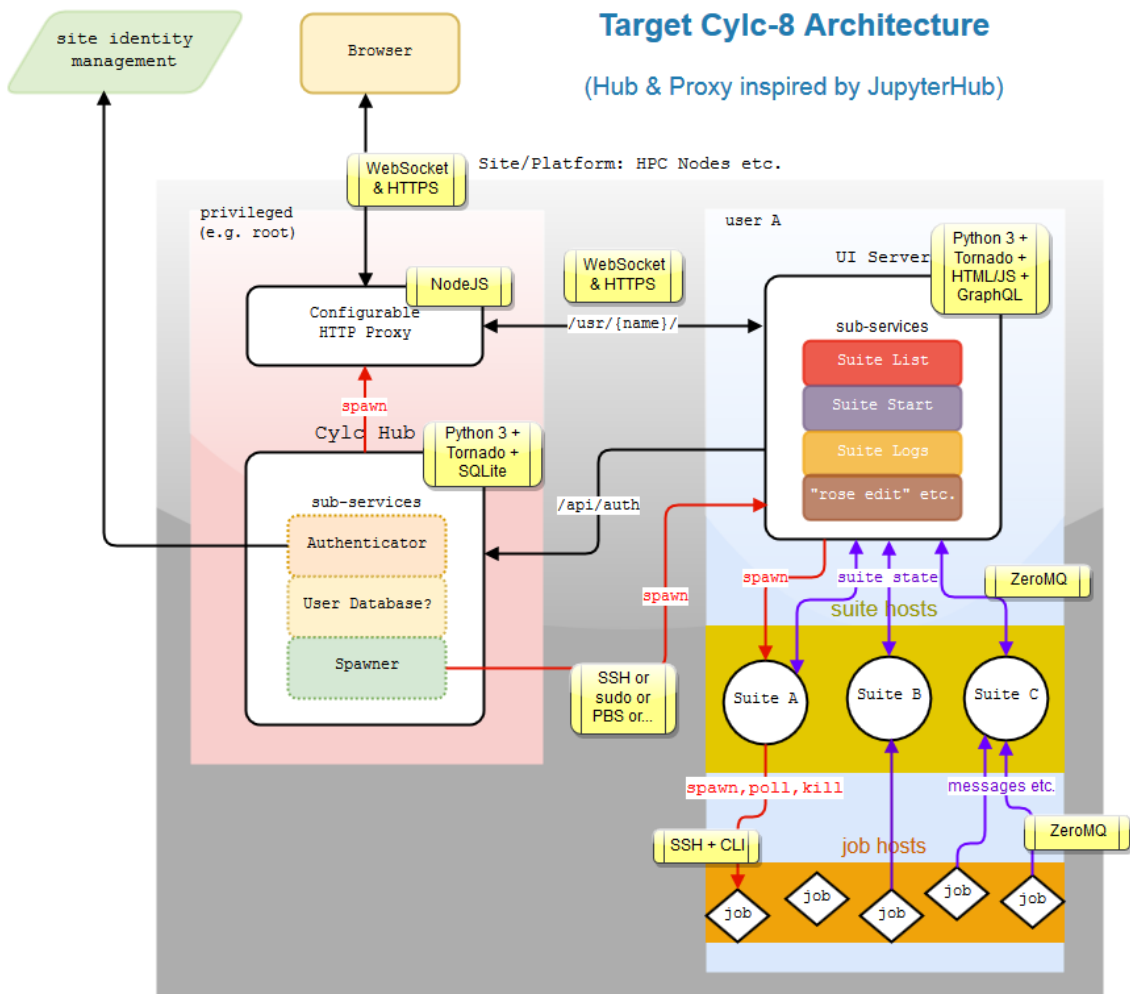 Target Cylc-8 Architecture
(Hub & Proxy inspired by JupyterHub)
site identity
management
Browser
WebSocket
& HTTPS
Site/Platform: HPC Nodes etc.
privileged
(e.g. root)
NodeJS
Configurable
HTTP Proxy
WebSocket
& HTTPS
/usr/{name}/
user A
UI Server
Python 3 +
Tornado +
HTML/JS +
GraphQL
sub-services
Suite List
Suite Start
Suite Logs
"rose edit" etc.
spawn
Cylc Hub
Python 3 +
Tornado +
SQLite
sub-services
Authenticator
User Database?
Spawner
/api/auth
spawn
SSH or
sudo or
PBS or...
spawn
suite state
ZeroMQ
suite hosts
Suite A
Suite B
Suite C
spawn,poll,kill
messages etc.
SSH + CLI
job hosts
ZeroMQ
job
job
job
job
job